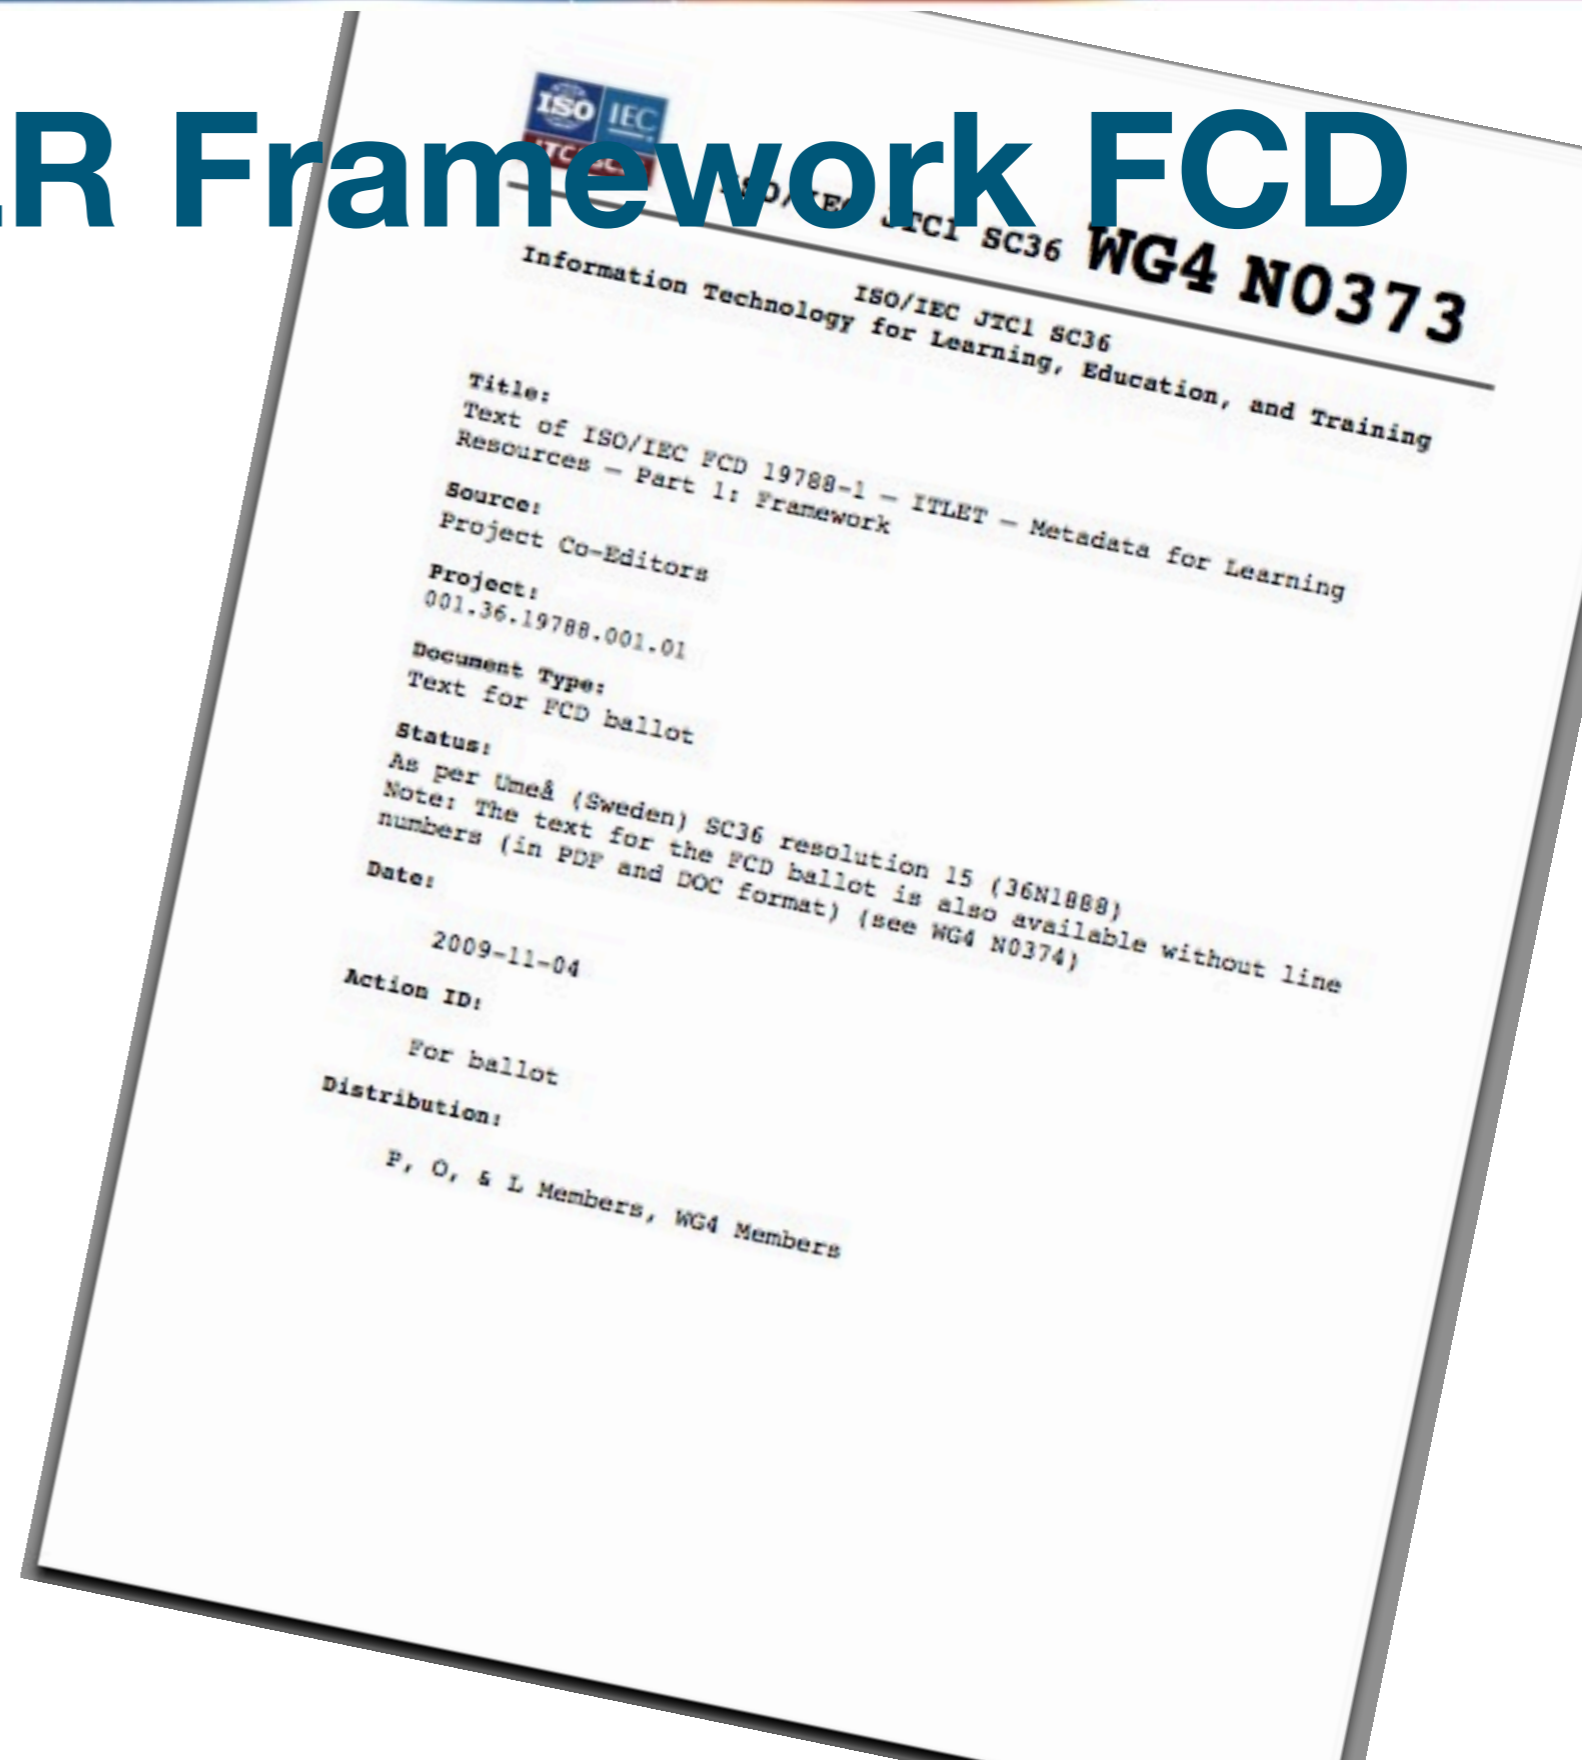 R Framework FCD
ISO IEC
ISO/IEC JTC1 SC36 WG4 N0373
ISO/IEC JTC1 SC36
Information Technology for Learning, Education, and Training
Title:
Text of ISO/IEC FCD 19788-1 — ITLET — Metadata for Learning
Resources — Part 1: Framework
Source:
Project Co-Editors
Project:
001.36.19788.001.01
Document Type:
Text for FCD ballot
Status:
As per Umeå (Sweden) SC36 resolution 15 (36N1888)
Note: The text for the FCD ballot is also available without line
numbers (in PDF and DOC format) (see WG4 N0374)
Date:
2009-11-04
Action ID:
For ballot
Distribution:
P, O, & L Members, WG4 Members